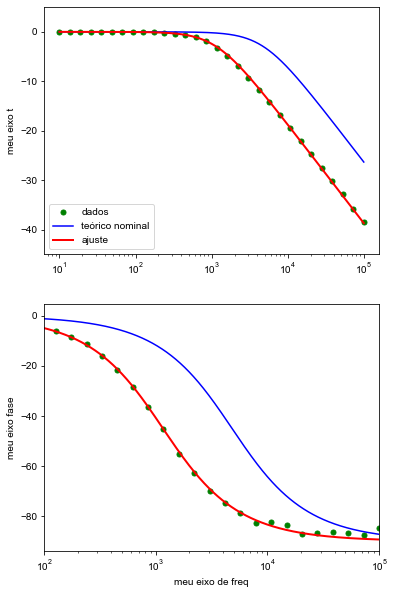 0
−10
−20
−30
−40
meu eixo t
dados
teórico nominal
ajuste
10¹ 10² 10³ 10⁴ 10⁵
0
−20
−40
−60
−80
meu eixo fase
10² 10³ 10⁴ 10⁵
meu eixo de freq